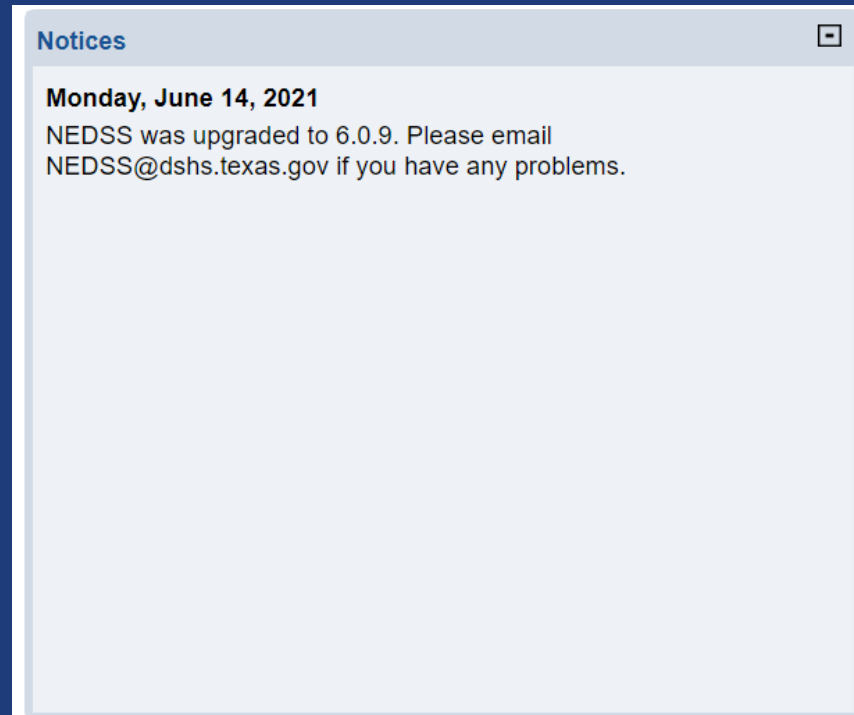 Notices
Monday, June 14, 2021
NEDSS was upgraded to 6.0.9. Please email
NEDSS@dshs.texas.gov if you have any problems.